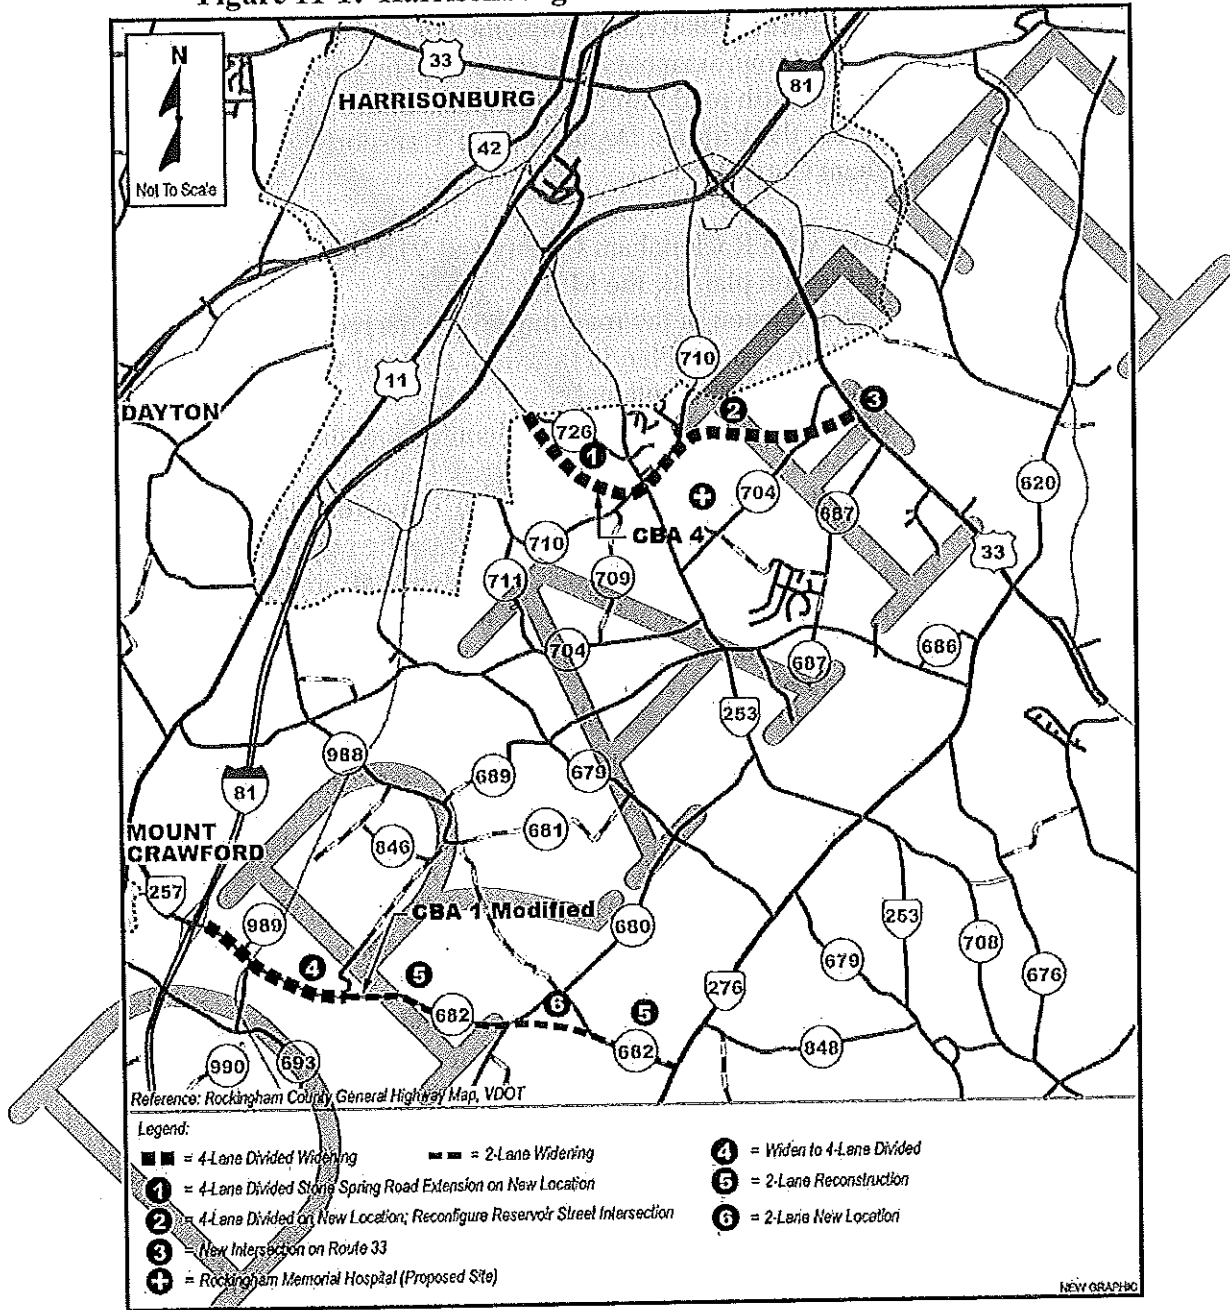 N
Not To Scale
33
HARRISONBURG
81
42
710
11
DAYTON
2
3
726
1
620
704
687
CBA 4
710
33
711
709
704
686
687
253
988
689
679
81
681
MOUNT
CRAWFORD
846
257
CBA 1 Modified
989
680
253
708
4
5
679
676
276
6
5
682
682
848
990
693
Reference: Rockingham County General Highway Map, VDOT
Legend:
= 4-Lane Divided Widening
= 2-Lane Widening
4 = Widen to 4-Lane Divided
1 = 4-Lane Divided Stone Spring Road Extension on New Location
5 = 2-Lane Reconstruction
2 = 4-Lane Divided on New Location; Reconfigure Reservoir Street Intersection
6 = 2-Lane New Location
3 = New Intersection on Route 33
= Rockingham Memorial Hospital (Proposed Site)
NEW GRAPHIC